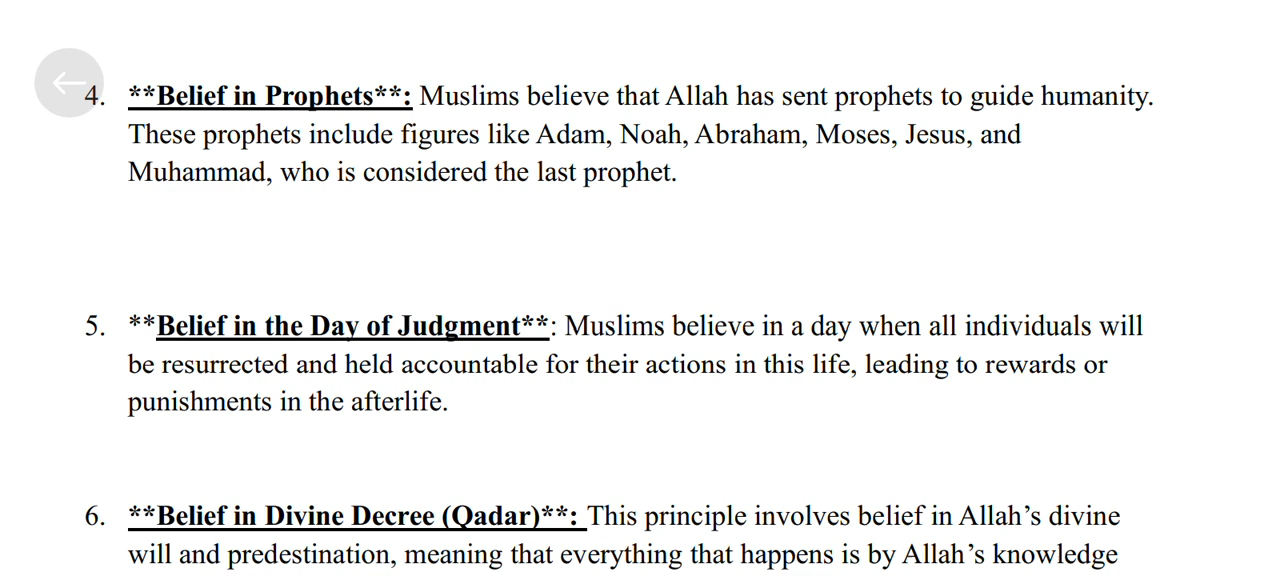 4. **Belief in Prophets**: Muslims believe that Allah has sent prophets to guide humanity.
These prophets include figures like Adam, Noah, Abraham, Moses, Jesus, and
Muhammad, who is considered the last prophet.
5. **Belief in the Day of Judgment**: Muslims believe in a day when all individuals will
be resurrected and held accountable for their actions in this life, leading to rewards or
punishments in the afterlife.
6. **Belief in Divine Decree (Qadar)**: This principle involves belief in Allah’s divine
will and predestination, meaning that everything that happens is by Allah’s knowledge